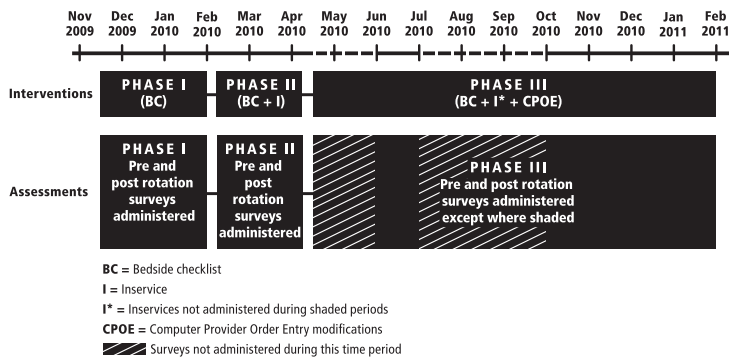 Nov Dec Jan Feb Mar Apr May Jun Jul Aug Sep Oct Nov Dec Jan Feb
2009 2009 2010 2010 2010 2010 2010 2010 2010 2010 2010 2010 2010 2010 2011 2011
Interventions
PHASE I
(BC)
PHASE II
(BC + I)
PHASE III
(BC + I* + CPOE)
Assessments
PHASE I
Pre and
post rotation
surveys
administered
PHASE II
Pre and
post
rotation
surveys
administered
PHASE III
Pre and post rotation
surveys administered
except where shaded
BC = Bedside checklist
I = Inservice
I* = Inservices not administered during shaded periods
CPOE = Computer Provider Order Entry modifications
Surveys not administered during this time period